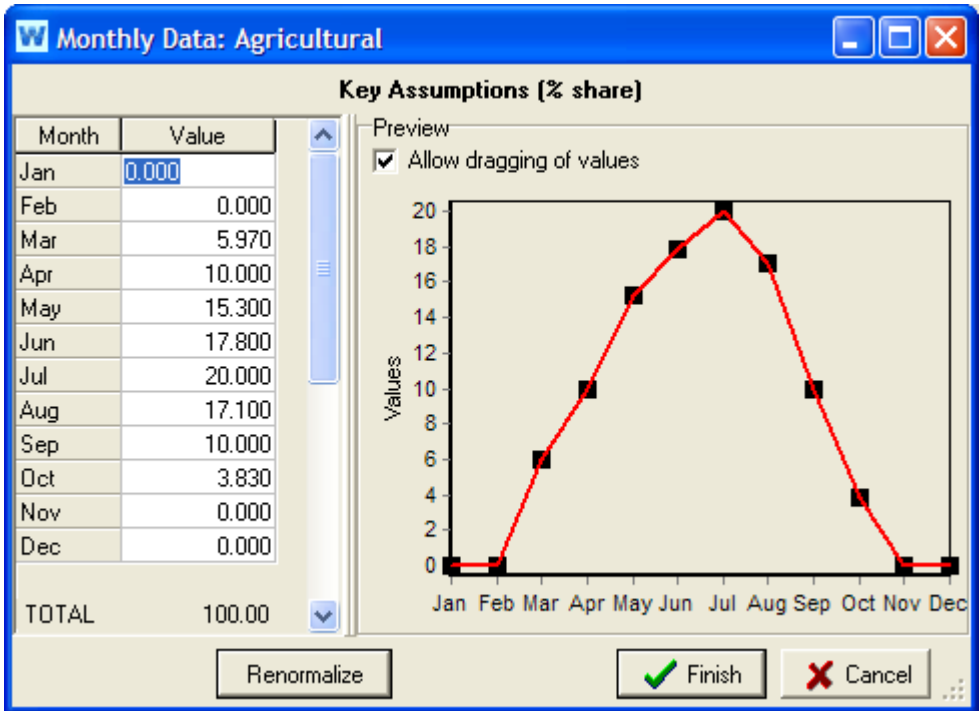 W Monthly Data: Agricultural
Key Assumptions (% share)
Month Value
Jan 0.000
Feb 0.000
Mar 5.970
Apr 10.000
May 15.300
Jun 17.800
Jul 20.000
Aug 17.100
Sep 10.000
Oct 3.830
Nov 0.000
Dec 0.000
TOTAL 100.00
Preview
Allow dragging of values
Values
20
18
16
14
12
10
8
6
4
2
0
Jan Feb Mar Apr May Jun Jul Aug Sep Oct Nov Dec
Renormalize
Finish
Cancel